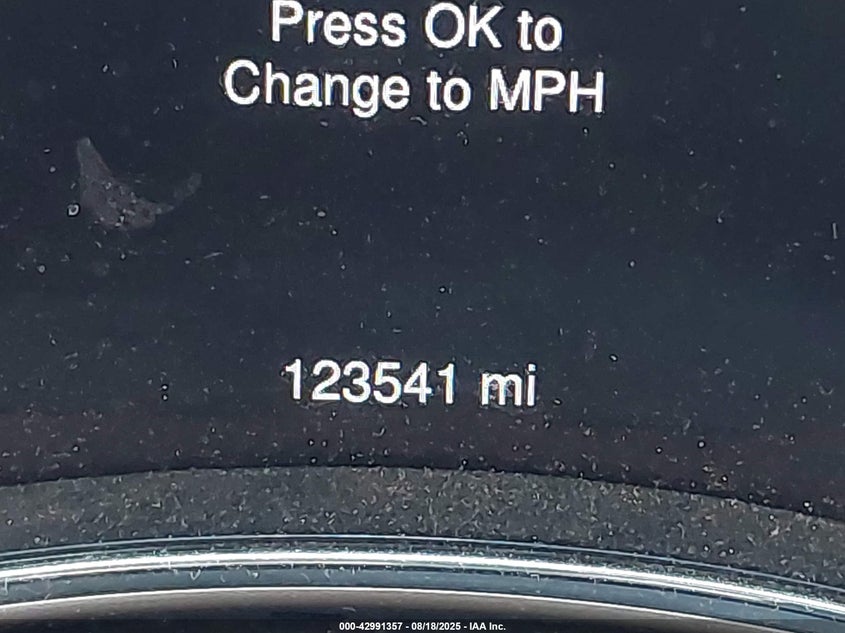 Press OK to
Change to MPH
123541 mi
000-42991357 - 08/18/2025 - IAA Inc.